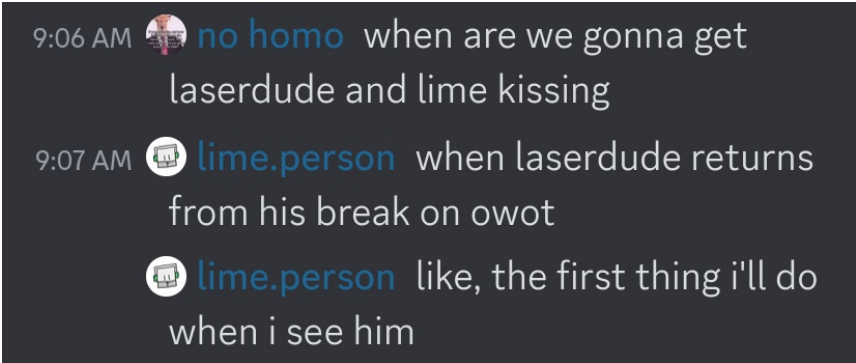 9:06 AM no homo when are we gonna get
laserdude and lime kissing
9:07 AM lime.person when laserdude returns
from his break on owot
lime.person like, the first thing i'll do
when i see him